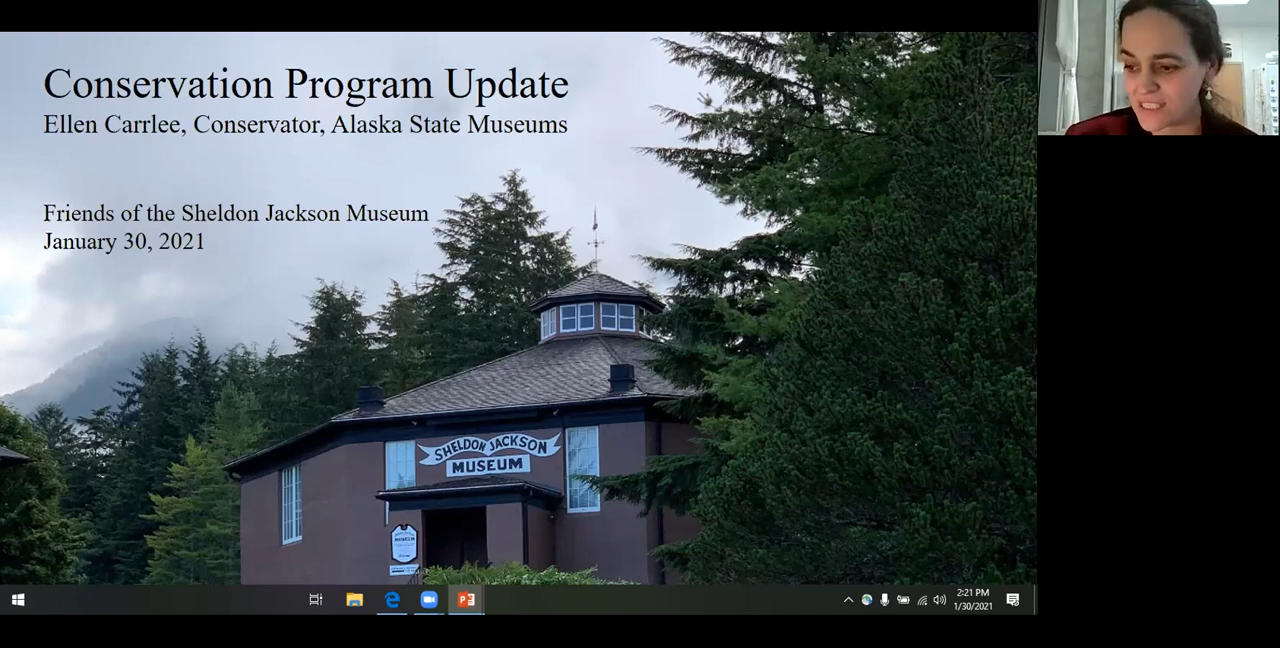 Conservation Program Update
Ellen Carrlee, Conservator, Alaska State Museums
Friends of the Sheldon Jackson Museum
January 30, 2021
SHELDON JACKSON
MUSEUM
MUSEUM
2:21 PM
1/30/2021